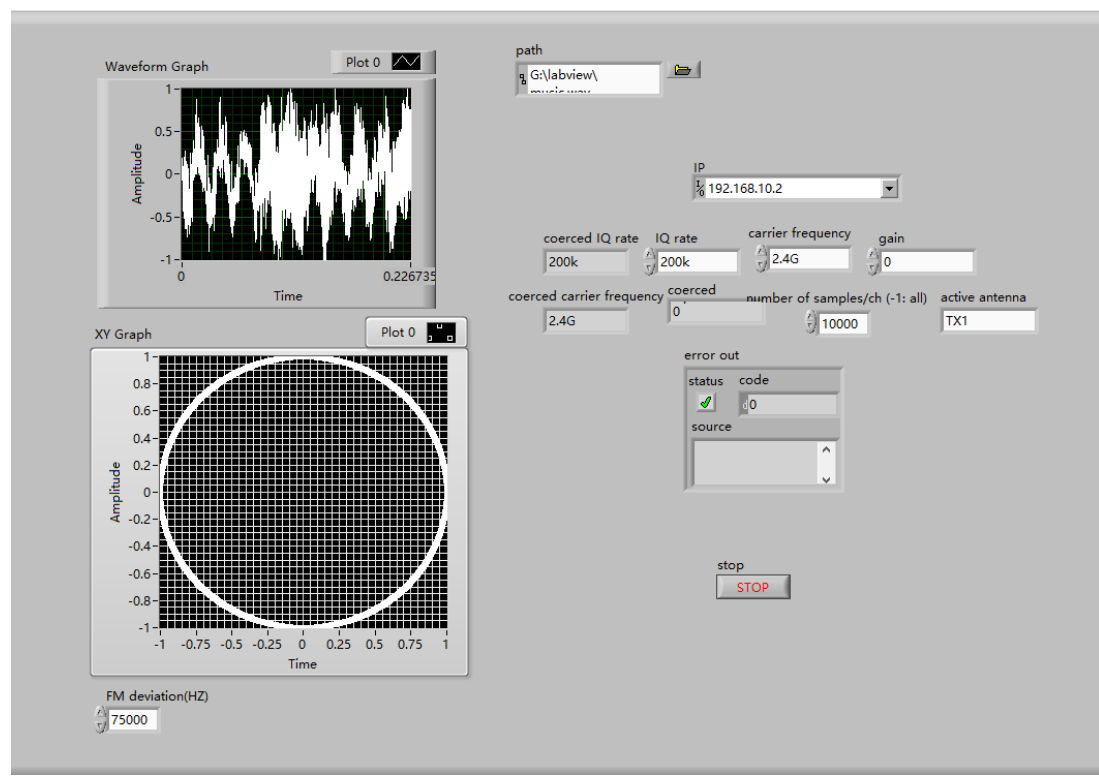 path
Waveform Graph
Plot 0
G:\labview\
music.wav
1
0.5
0
-0.5
-1
Amplitude
0
0.226735
Time
IP
192.168.10.2
coerced IQ rate
IQ rate
carrier frequency
gain
200k
200k
2.4G
0
coerced carrier frequency
coerced
number of samples/ch (-1: all)
active antenna
2.4G
0
10000
TX1
XY Graph
Plot 0
1
0.8
0.6
0.4
0.2
0
-0.2
-0.4
-0.6
-0.8
-1
Amplitude
-1
-0.75
-0.5
-0.25
0
0.25
0.5
0.75
1
Time
error out
status
code
0
source
stop
STOP
FM deviation(HZ)
75000